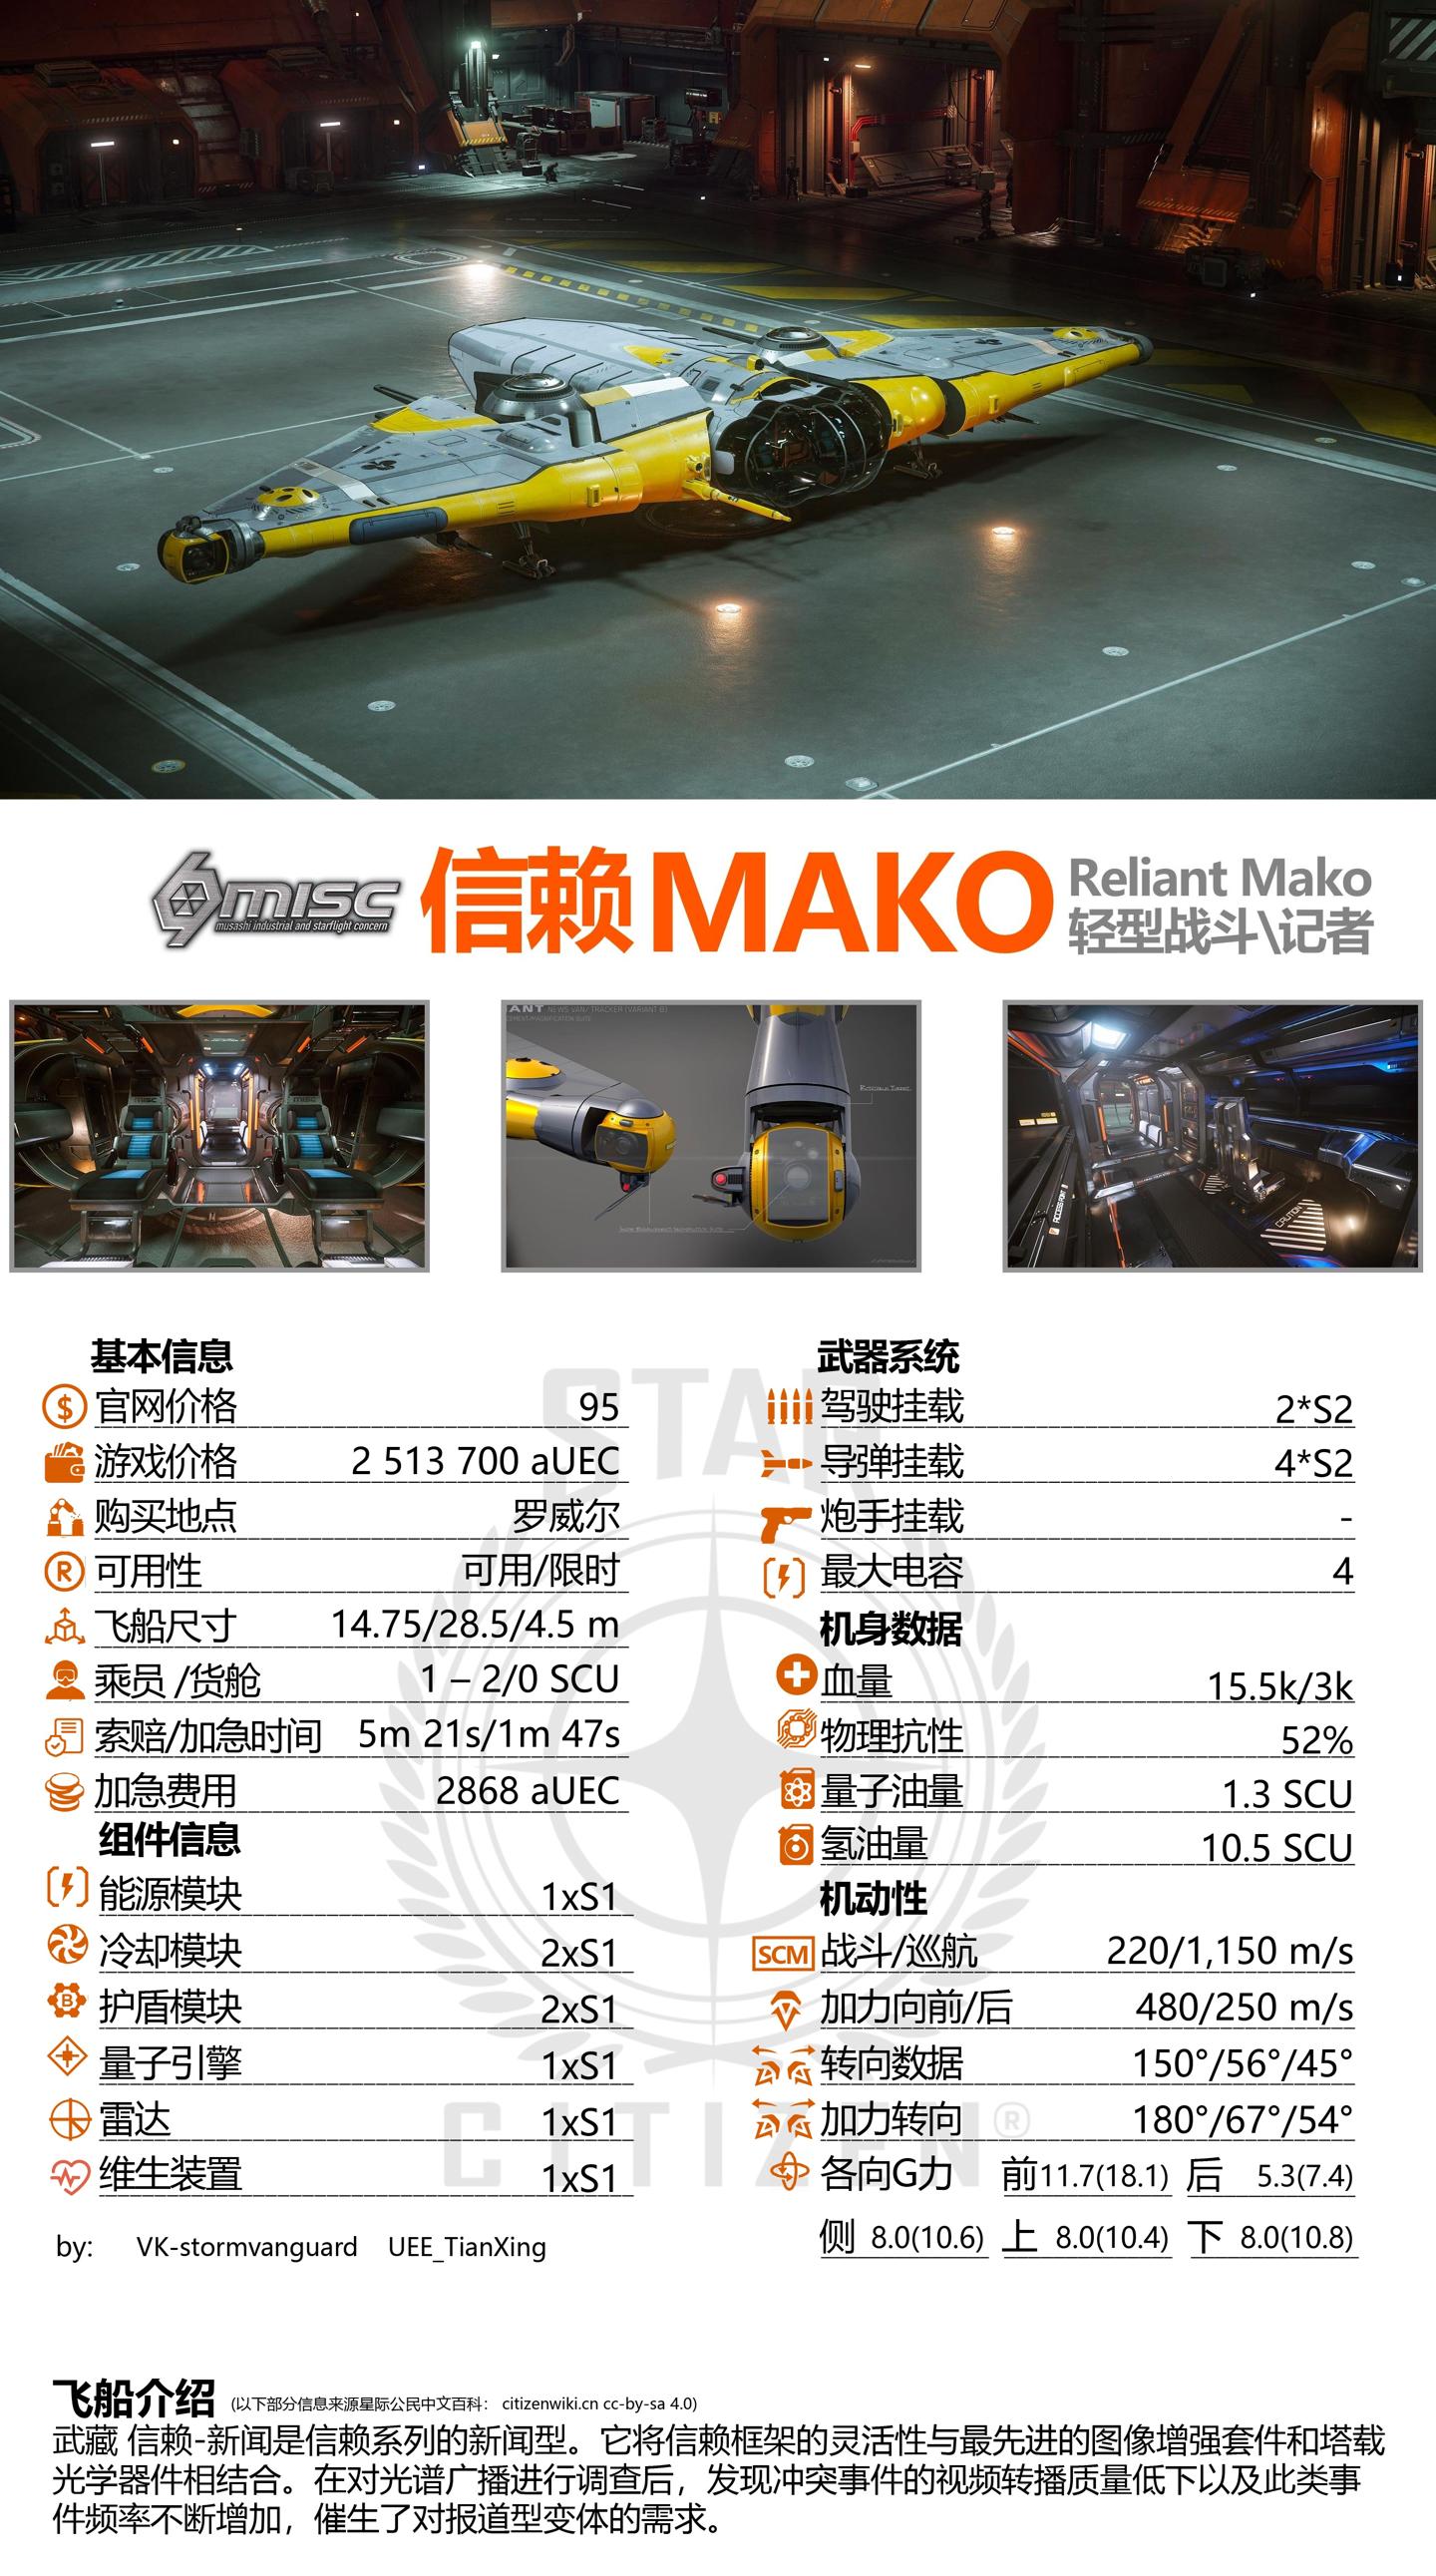 misc
musashi industrial and starflight concern
信赖MAKO
Reliant Mako
轻型战斗\记者
ANT NEWS VAN/ TRACKER (VARIANT B)
MISC
MISC
ACCESS POINT
CAUTION
STAR
基本信息
官网价格 95
游戏价格 2 513 700 aUEC
购买地点 罗威尔
可用性 可用/限时
飞船尺寸 14.75/28.5/4.5 m
乘员 /货舱 1 – 2/0 SCU
索赔/加急时间 5m 21s/1m 47s
加急费用 2868 aUEC
组件信息
能源模块 1xS1
冷却模块 2xS1
护盾模块 2xS1
量子引擎 1xS1
雷达 1xS1
维生装置 1xS1
by: VK-stormvanguard UEE_TianXing
武器系统
驾驶挂载 2*S2
导弹挂载 4*S2
炮手挂载 -
最大电容 4
机身数据
血量 15.5k/3k
物理抗性 52%
量子油量 1.3 SCU
氢油量 10.5 SCU
机动性
SCM 战斗/巡航 220/1,150 m/s
加力向前/后 480/250 m/s
转向数据 150°/56°/45°
加力转向 180°/67°/54°
各向G力 前11.7(18.1) 后 5.3(7.4)
侧 8.0(10.6) 上 8.0(10.4) 下 8.0(10.8)
CITIZEN®
飞船介绍 (以下部分信息来源星际公民中文百科： citizenwiki.cn cc-by-sa 4.0)
武藏 信赖-新闻是信赖系列的新闻型。它将信赖框架的灵活性与最先进的图像增强套件和塔载
光学器件相结合。在对光谱广播进行调查后，发现冲突事件的视频转播质量低下以及此类事
件频率不断增加，催生了对报道型变体的需求。